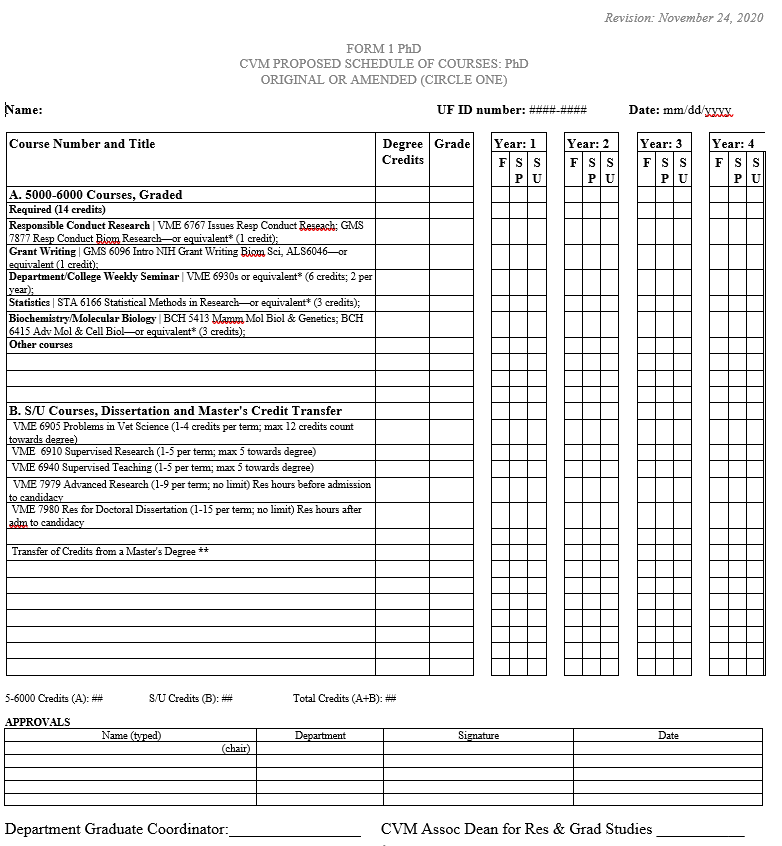 Revision: November 24, 2020
FORM 1 PhD
CVM PROPOSED SCHEDULE OF COURSES: PhD
ORIGINAL OR AMENDED (CIRCLE ONE)
Name: UF ID number: ####-#### Date: mm/dd/yyyy
Course Number and Title Degree Credits Grade Year: 1 Year: 2 Year: 3 Year: 4
F SP SU F SP SU F SP SU F SP SU
A. 5000-6000 Courses, Graded
Required (14 credits)
Responsible Conduct Research | VME 6767 Issues Resp Conduct Reseach; GMS
7877 Resp Conduct Biom Research—or equivalent* (1 credit);
Grant Writing | GMS 6096 Intro NIH Grant Writing Biom Sci, ALS6046—or
equivalent (1 credit);
Department/College Weekly Seminar | VME 6930s or equivalent* (6 credits; 2 per
year);
Statistics | STA 6166 Statistical Methods in Research—or equivalent* (3 credits);
Biochemistry/Molecular Biology | BCH 5413 Mamm Mol Biol & Genetics; BCH
6415 Adv Mol & Cell Biol—or equivalent* (3 credits);
Other courses
B. S/U Courses, Dissertation and Master's Credit Transfer
VME 6905 Problems in Vet Science (1-4 credits per term; max 12 credits count
towards degree)
VME 6910 Supervised Research (1-5 per term; max 5 towards degree)
VME 6940 Supervised Teaching (1-5 per term; max 5 towards degree)
VME 7979 Advanced Research (1-9 per term; no limit) Res hours before admission
to candidacy
VME 7980 Res for Doctoral Dissertation (1-15 per term; no limit) Res hours after
adm to candidacy
Transfer of Credits from a Master's Degree **
5-6000 Credits (A): ## S/U Credits (B): ## Total Credits (A+B): ##
APPROVALS
Name (typed) Department Signature Date
(chair)
Department Graduate Coordinator:________________ CVM Assoc Dean for Res & Grad Studies ___________